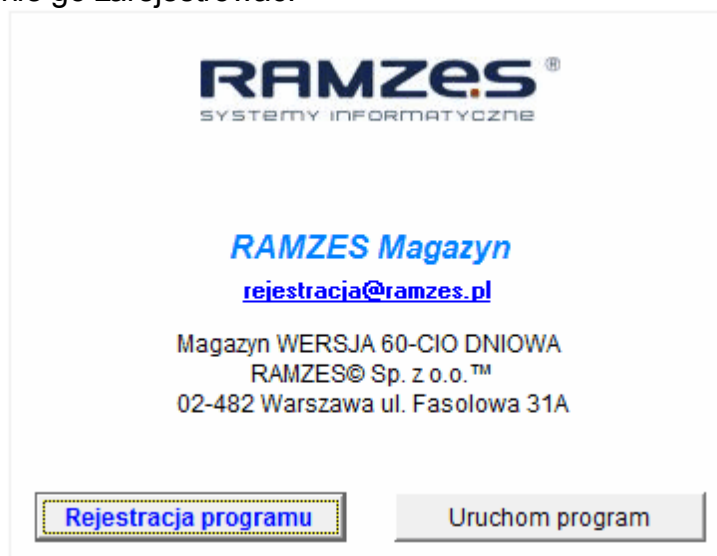 RAMZES®
SYSTEMY INFORMATYCZNE
RAMZES Magazyn
rejestracja@ramzes.pl
Magazyn WERSJA 60-CIO DNIOWA
RAMZES© Sp. z o.o.™
02-482 Warszawa ul. Fasolowa 31A
Rejestracja programu
Uruchom program